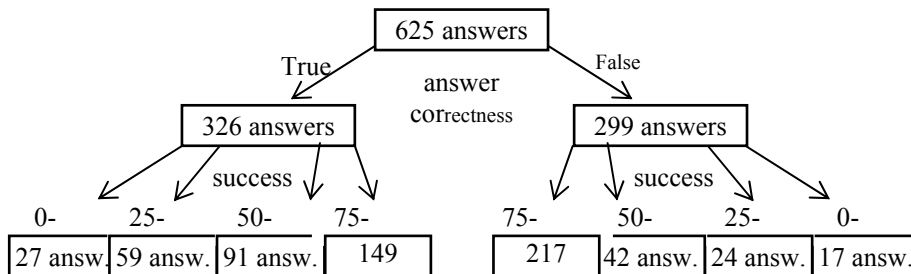 625 answers
True
False
answer
correctness
326 answers
299 answers
success
success
0-
25-
50-
75-
75-
50-
25-
0-
27 answ.
59 answ.
91 answ.
149
217
42 answ.
24 answ.
17 answ.